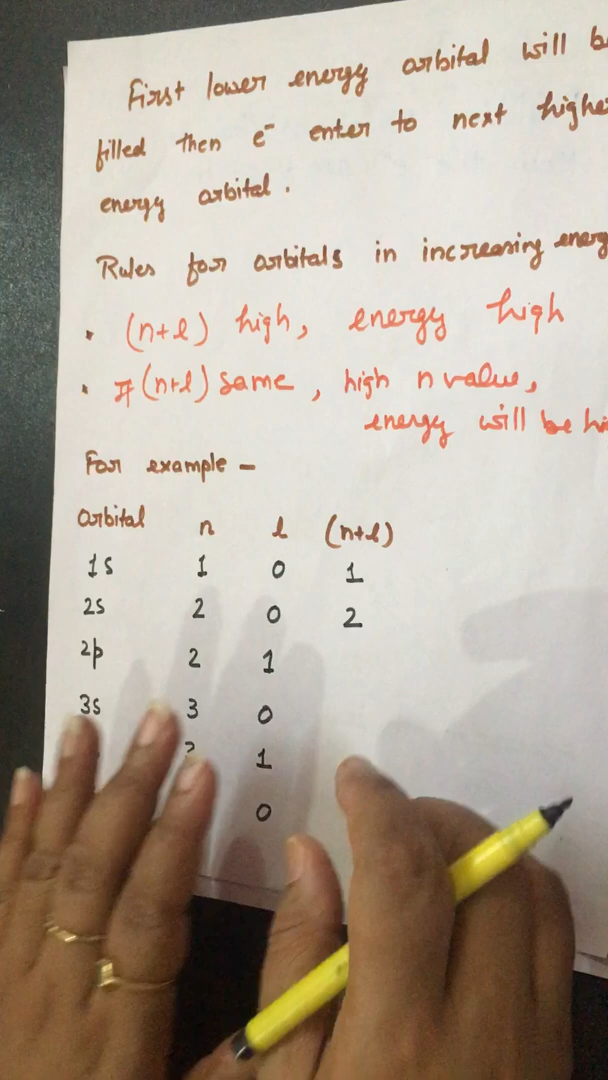 First lower energy orbital will be
filled then e⁻ enter to next highe
energy orbital.
Rules for orbitals in increasing energ
• (n+l) high, energy high
• If (n+l) same, high n value,
energy will be hi
For example -
orbital n l (n+l)
1s 1 0 1
2s 2 0 2
2p 2 1
3s 3 0
1
0